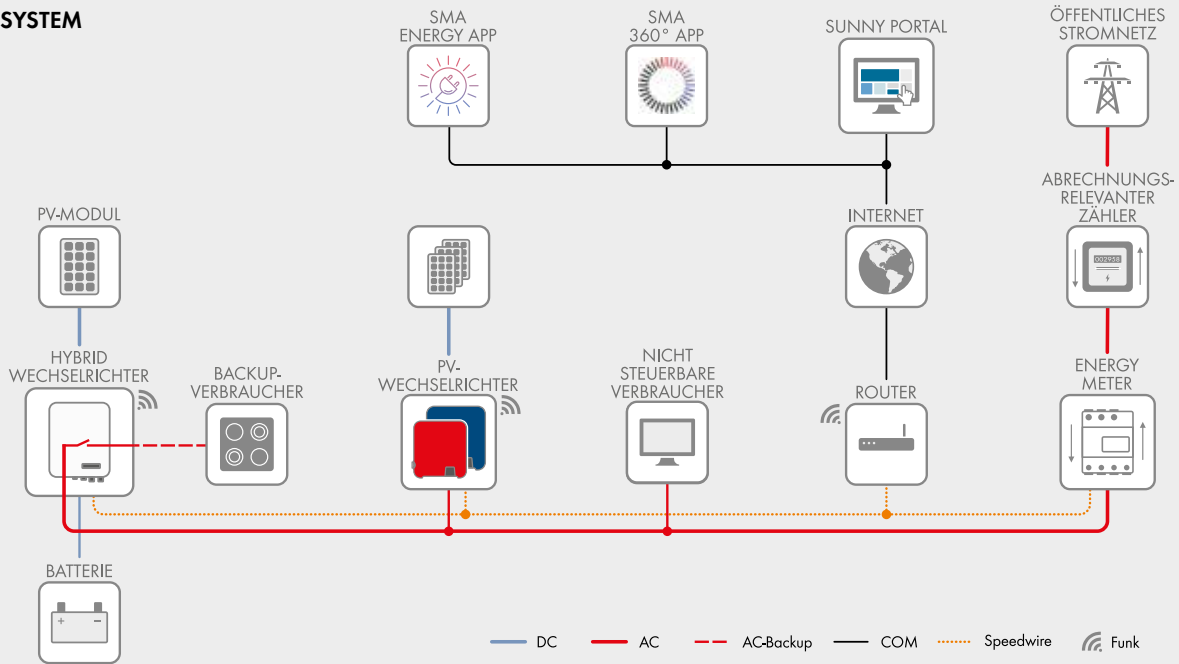 SYSTEM
SMA
ENERGY APP
SMA
360° APP
SUNNY PORTAL
ÖFFENTLICHES
STROMNETZ
ABRECHNUNGS-
RELEVANTER
ZÄHLER
002958
PV-MODUL
INTERNET
HYBRID
WECHSELRICHTER
BACKUP-
VERBRAUCHER
PV-
WECHSELRICHTER
NICHT
STEUERBARE
VERBRAUCHER
ROUTER
ENERGY
METER
BATTERIE
+ −
DC
AC
AC-Backup
COM
Speedwire
Funk